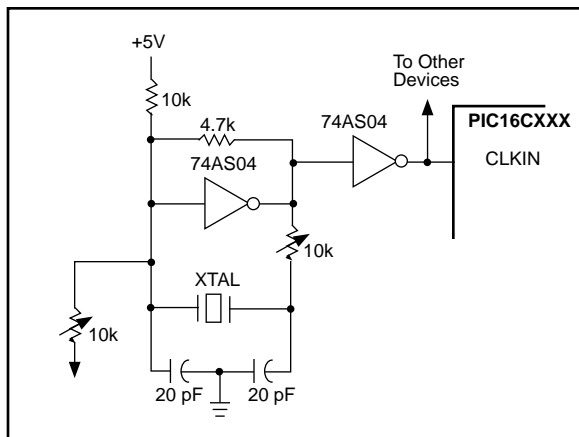 +5V
To Other
Devices
10k
4.7k
74AS04
PIC16CXXX
74AS04
CLKIN
10k
XTAL
10k
20 pF
20 pF